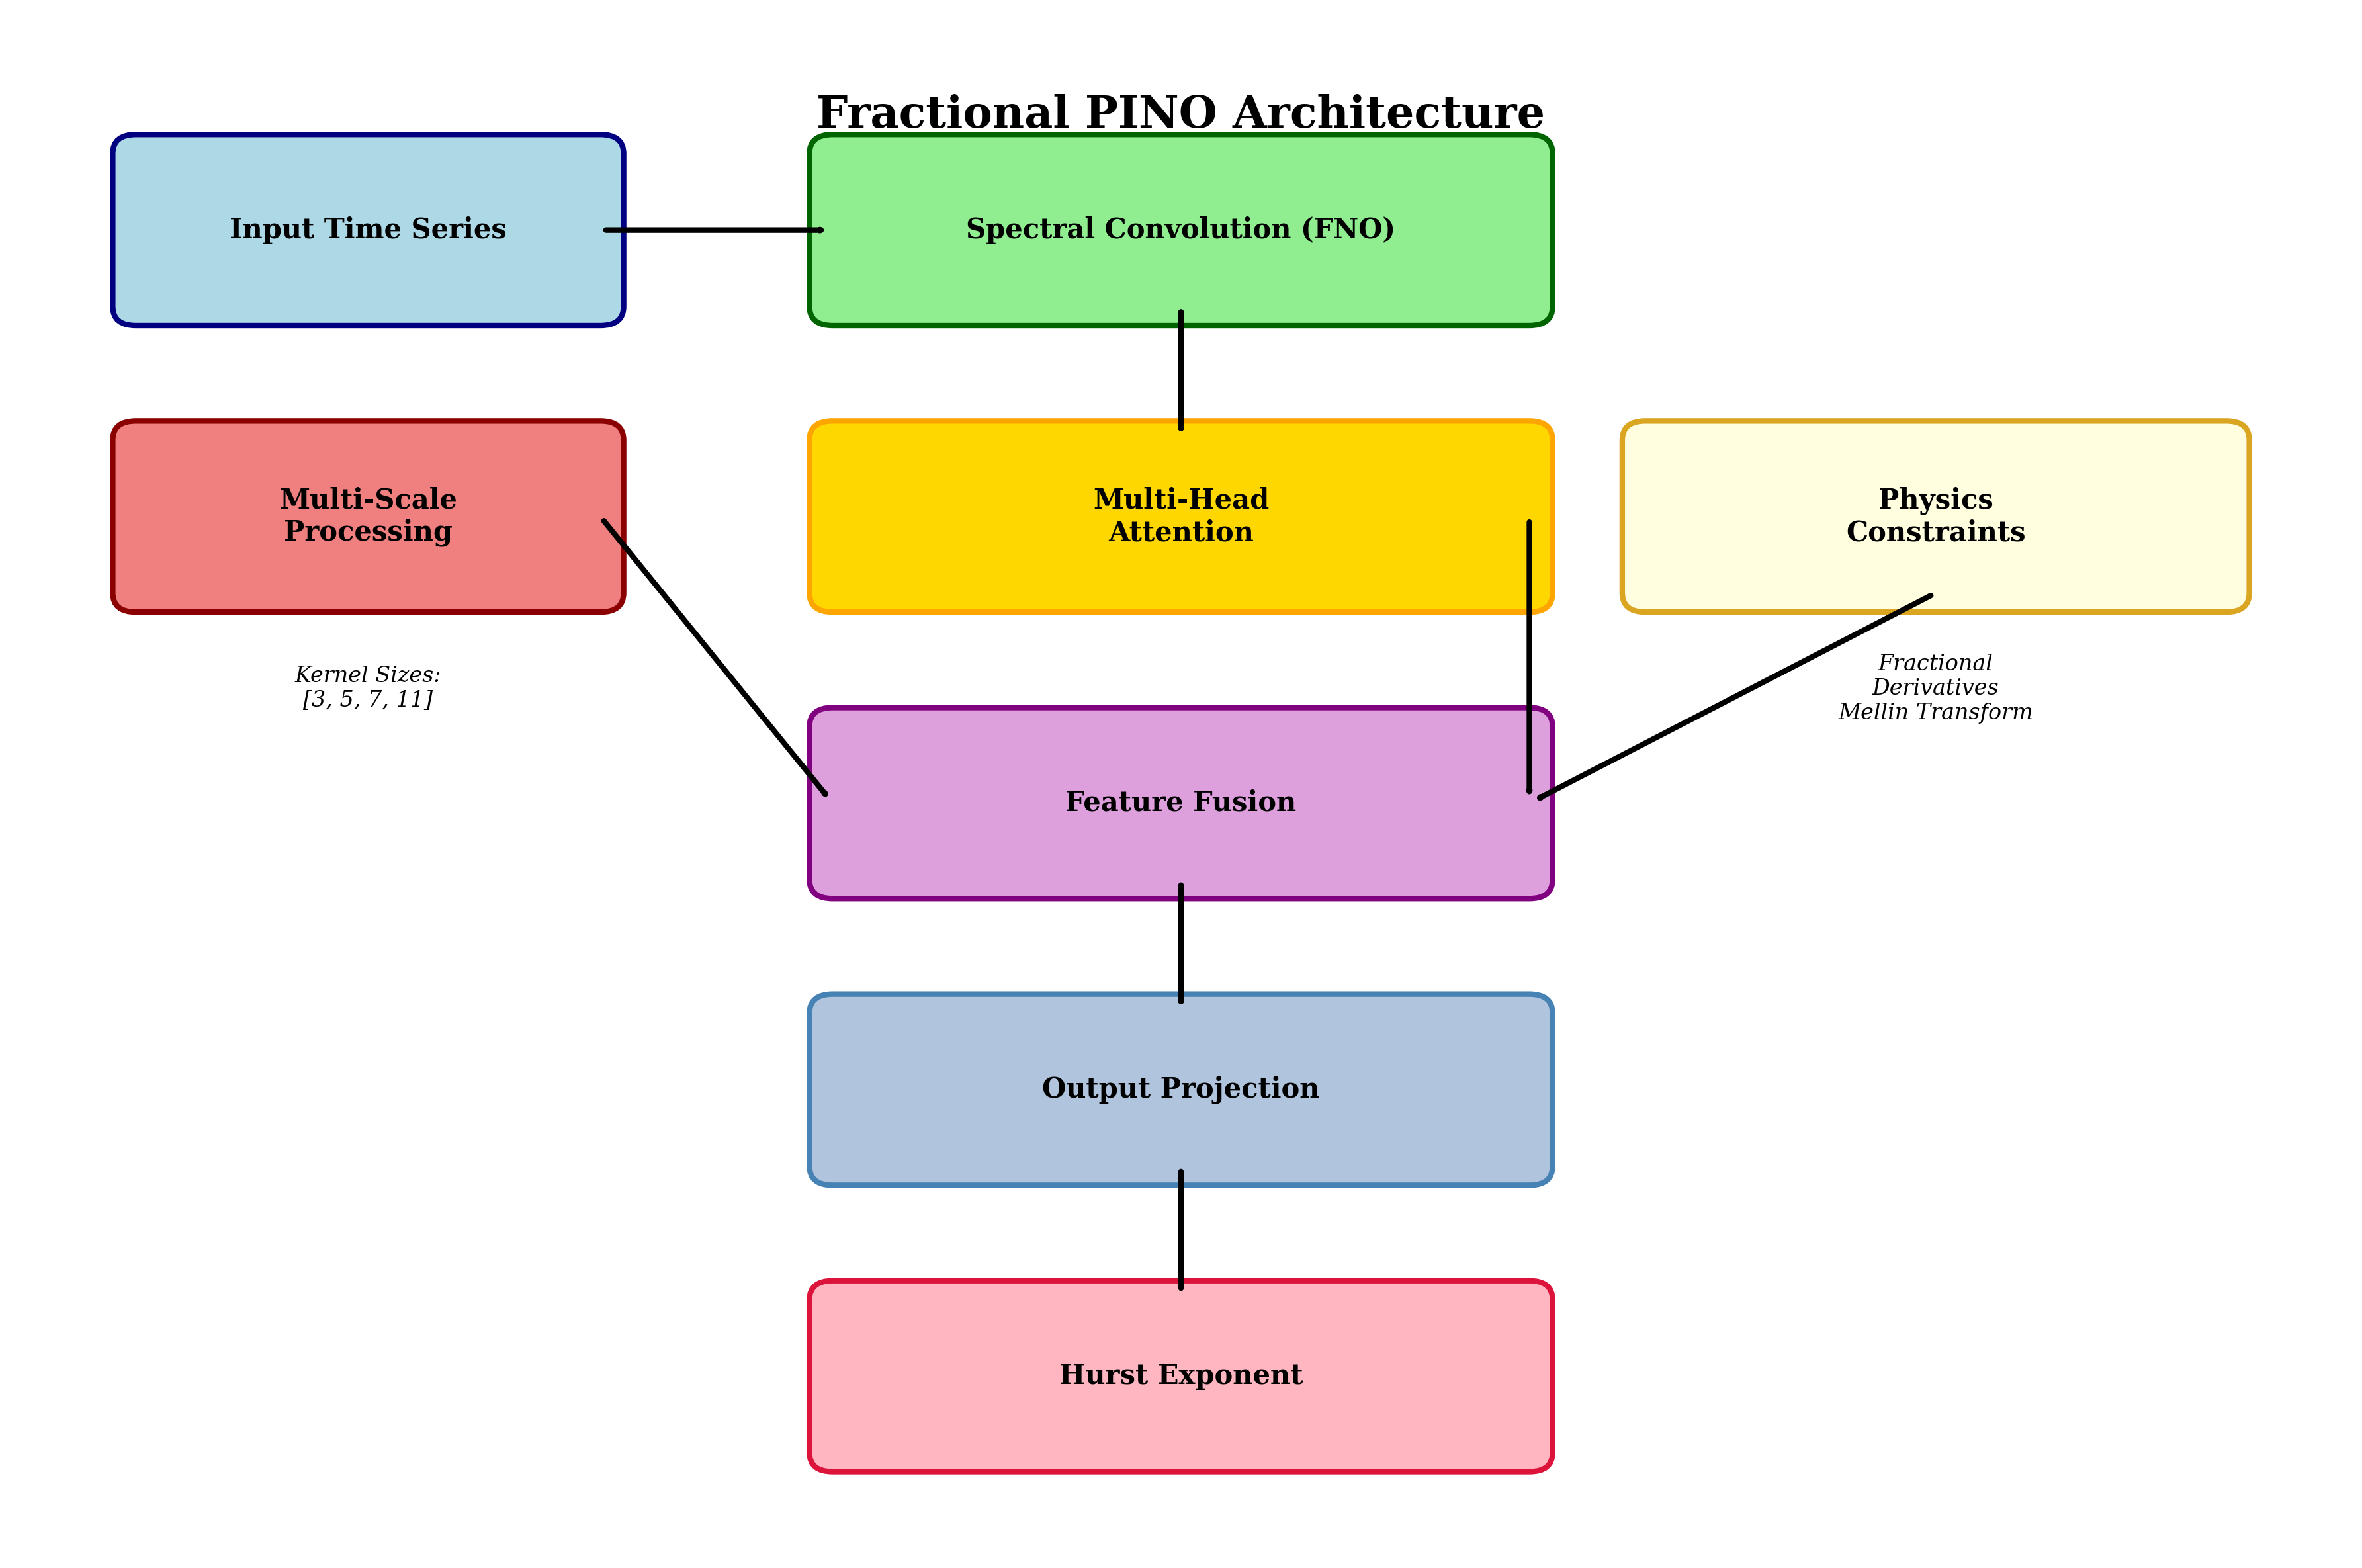 Fractional PINO Architecture
Input Time Series
Spectral Convolution (FNO)
Multi-Scale
Processing
Multi-Head
Attention
Physics
Constraints
Kernel Sizes:
[3, 5, 7, 11]
Fractional
Derivatives
Mellin Transform
Feature Fusion
Output Projection
Hurst Exponent